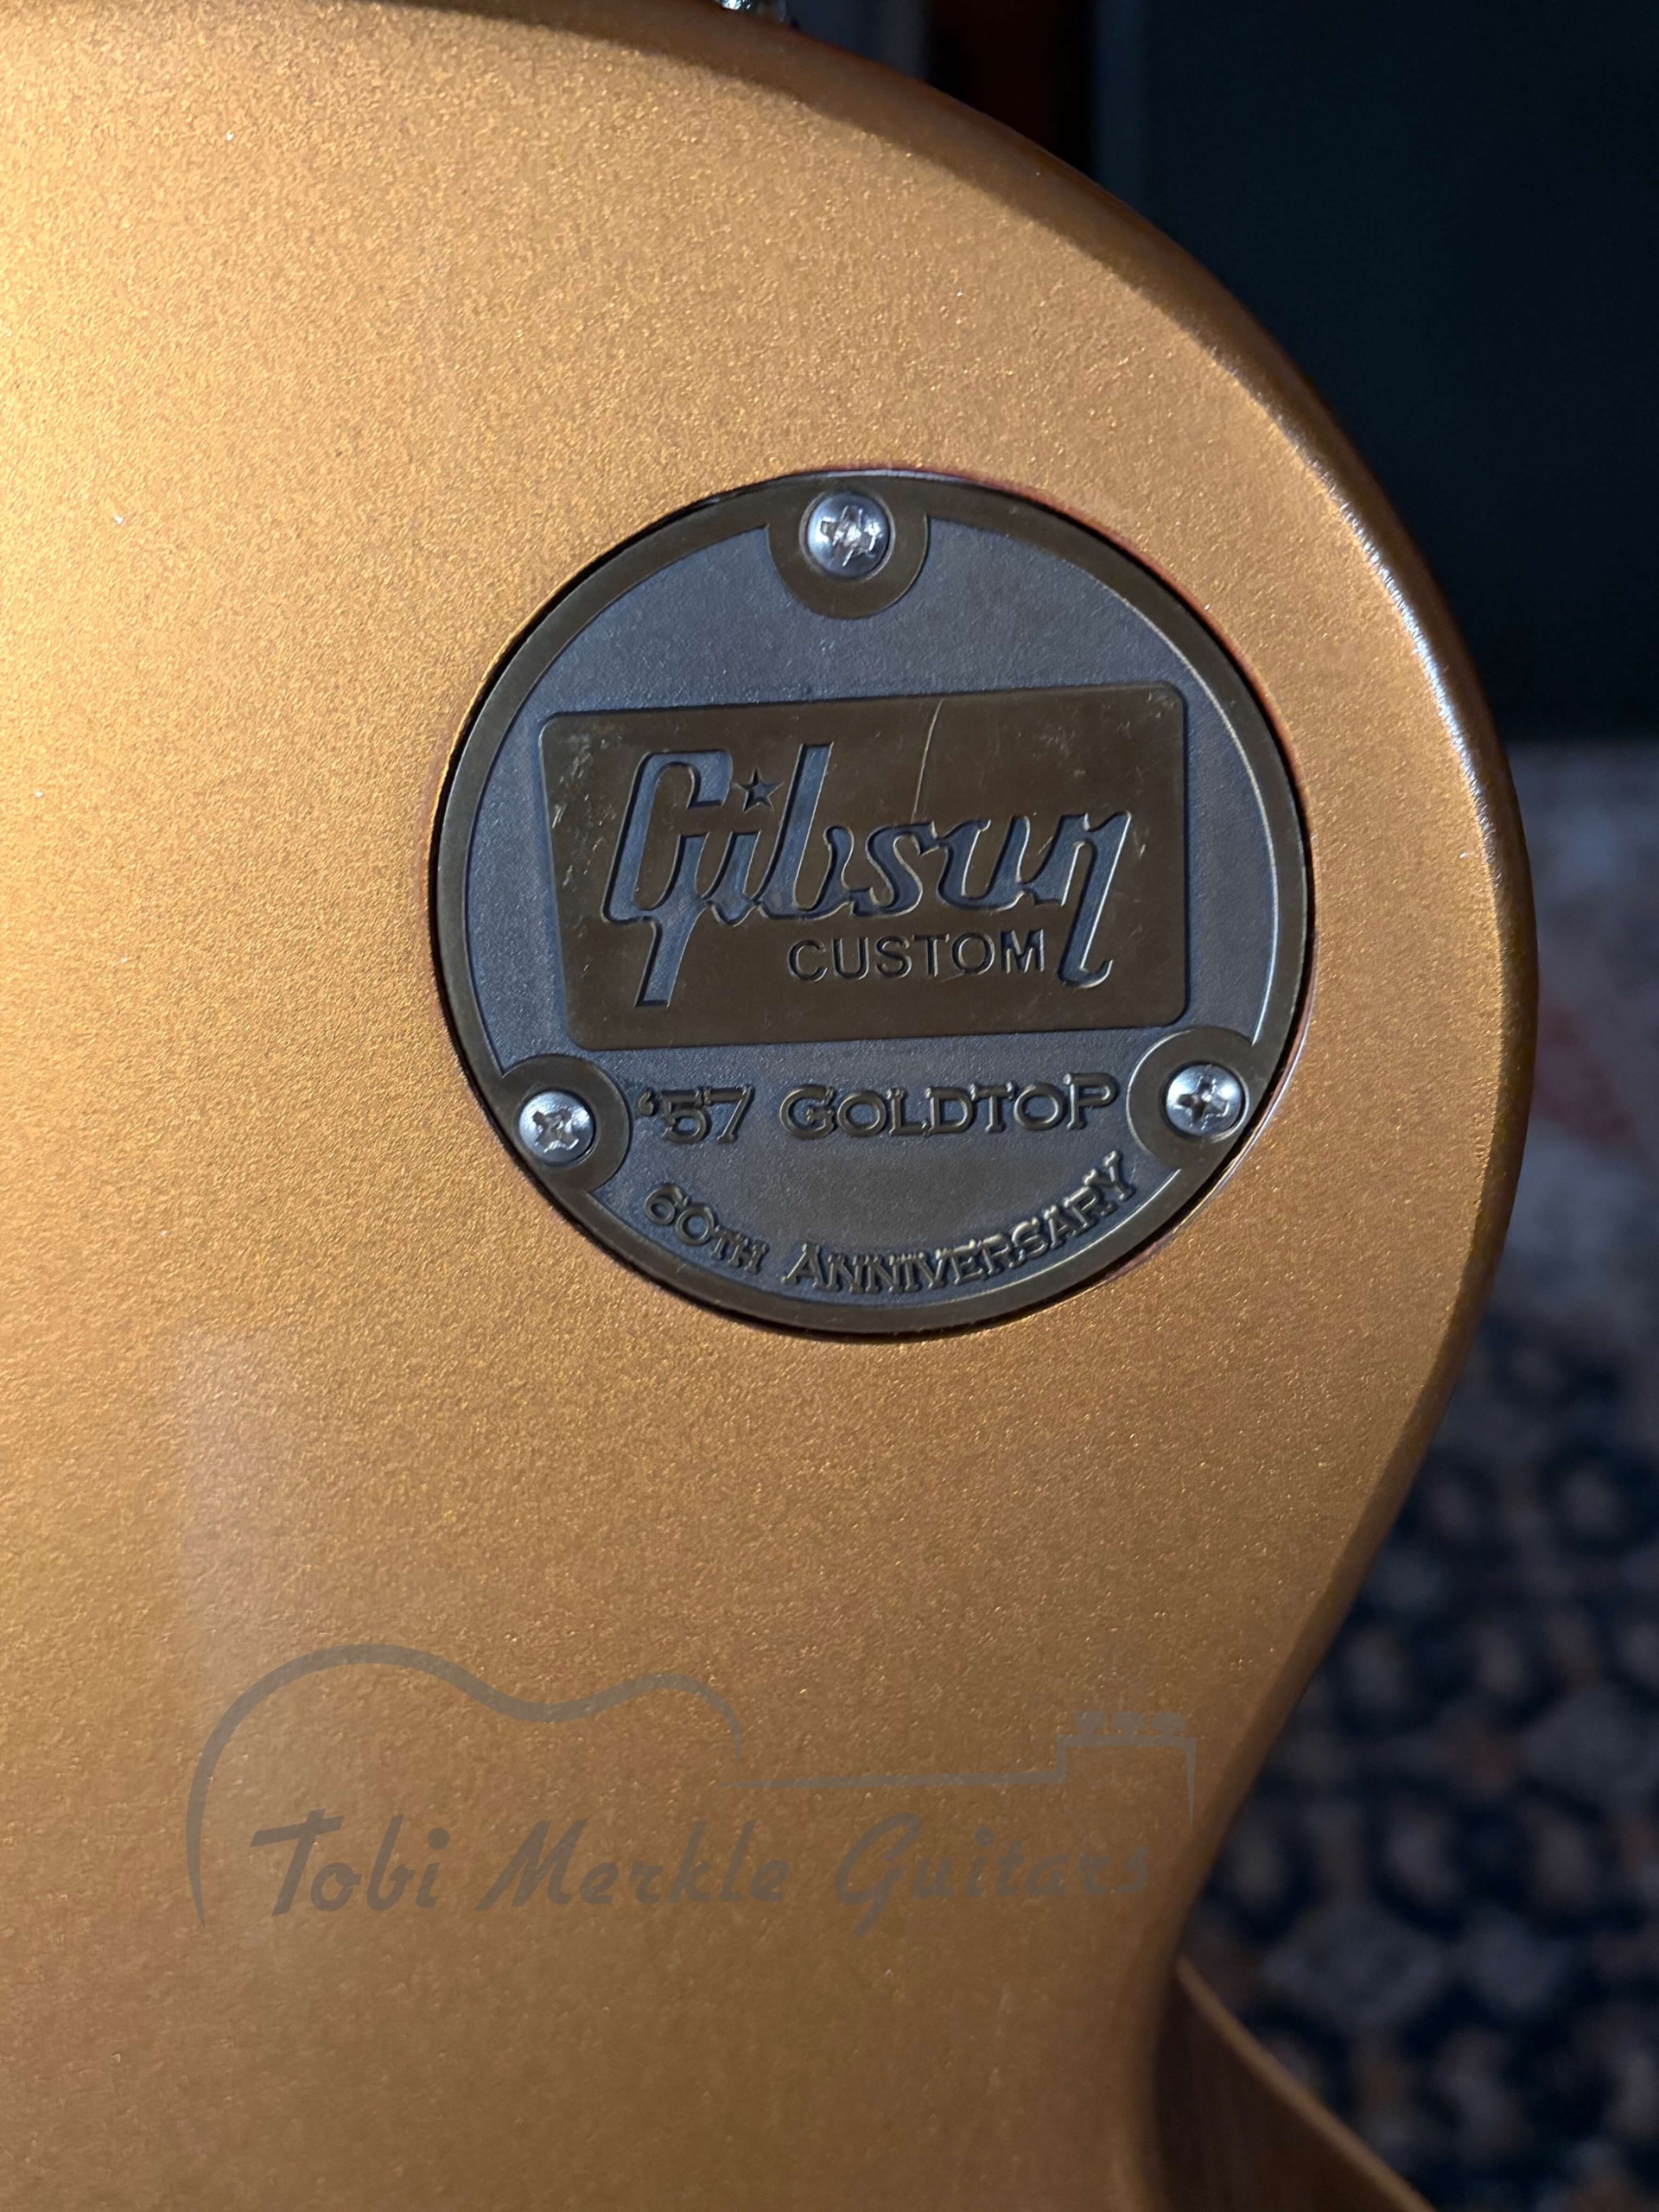 Gibson
CUSTOM
'57 GOLDTOP
60TH ANNIVERSARY
Tobi Merkle Guitars